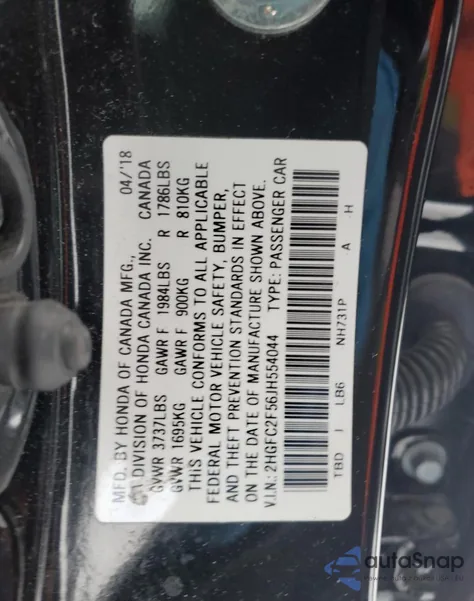 MFD. BY HONDA OF CANADA MFG., 04/'18
A DIVISION OF HONDA CANADA INC. CANADA
GVWR 3737LBS GAWR F 1984LBS R 1786LBS
GVWR 1695KG GAWR F 900KG R 810KG
THIS VEHICLE CONFORMS TO ALL APPLICABLE
FEDERAL MOTOR VEHICLE SAFETY, BUMPER,
AND THEFT PREVENTION STANDARDS IN EFFECT
ON THE DATE OF MANUFACTURE SHOWN ABOVE.
V.I.N.: 2HGFC2F56JH554044 TYPE: PASSENGER CAR
TBD I LB6 NH731P A H
autoSnap